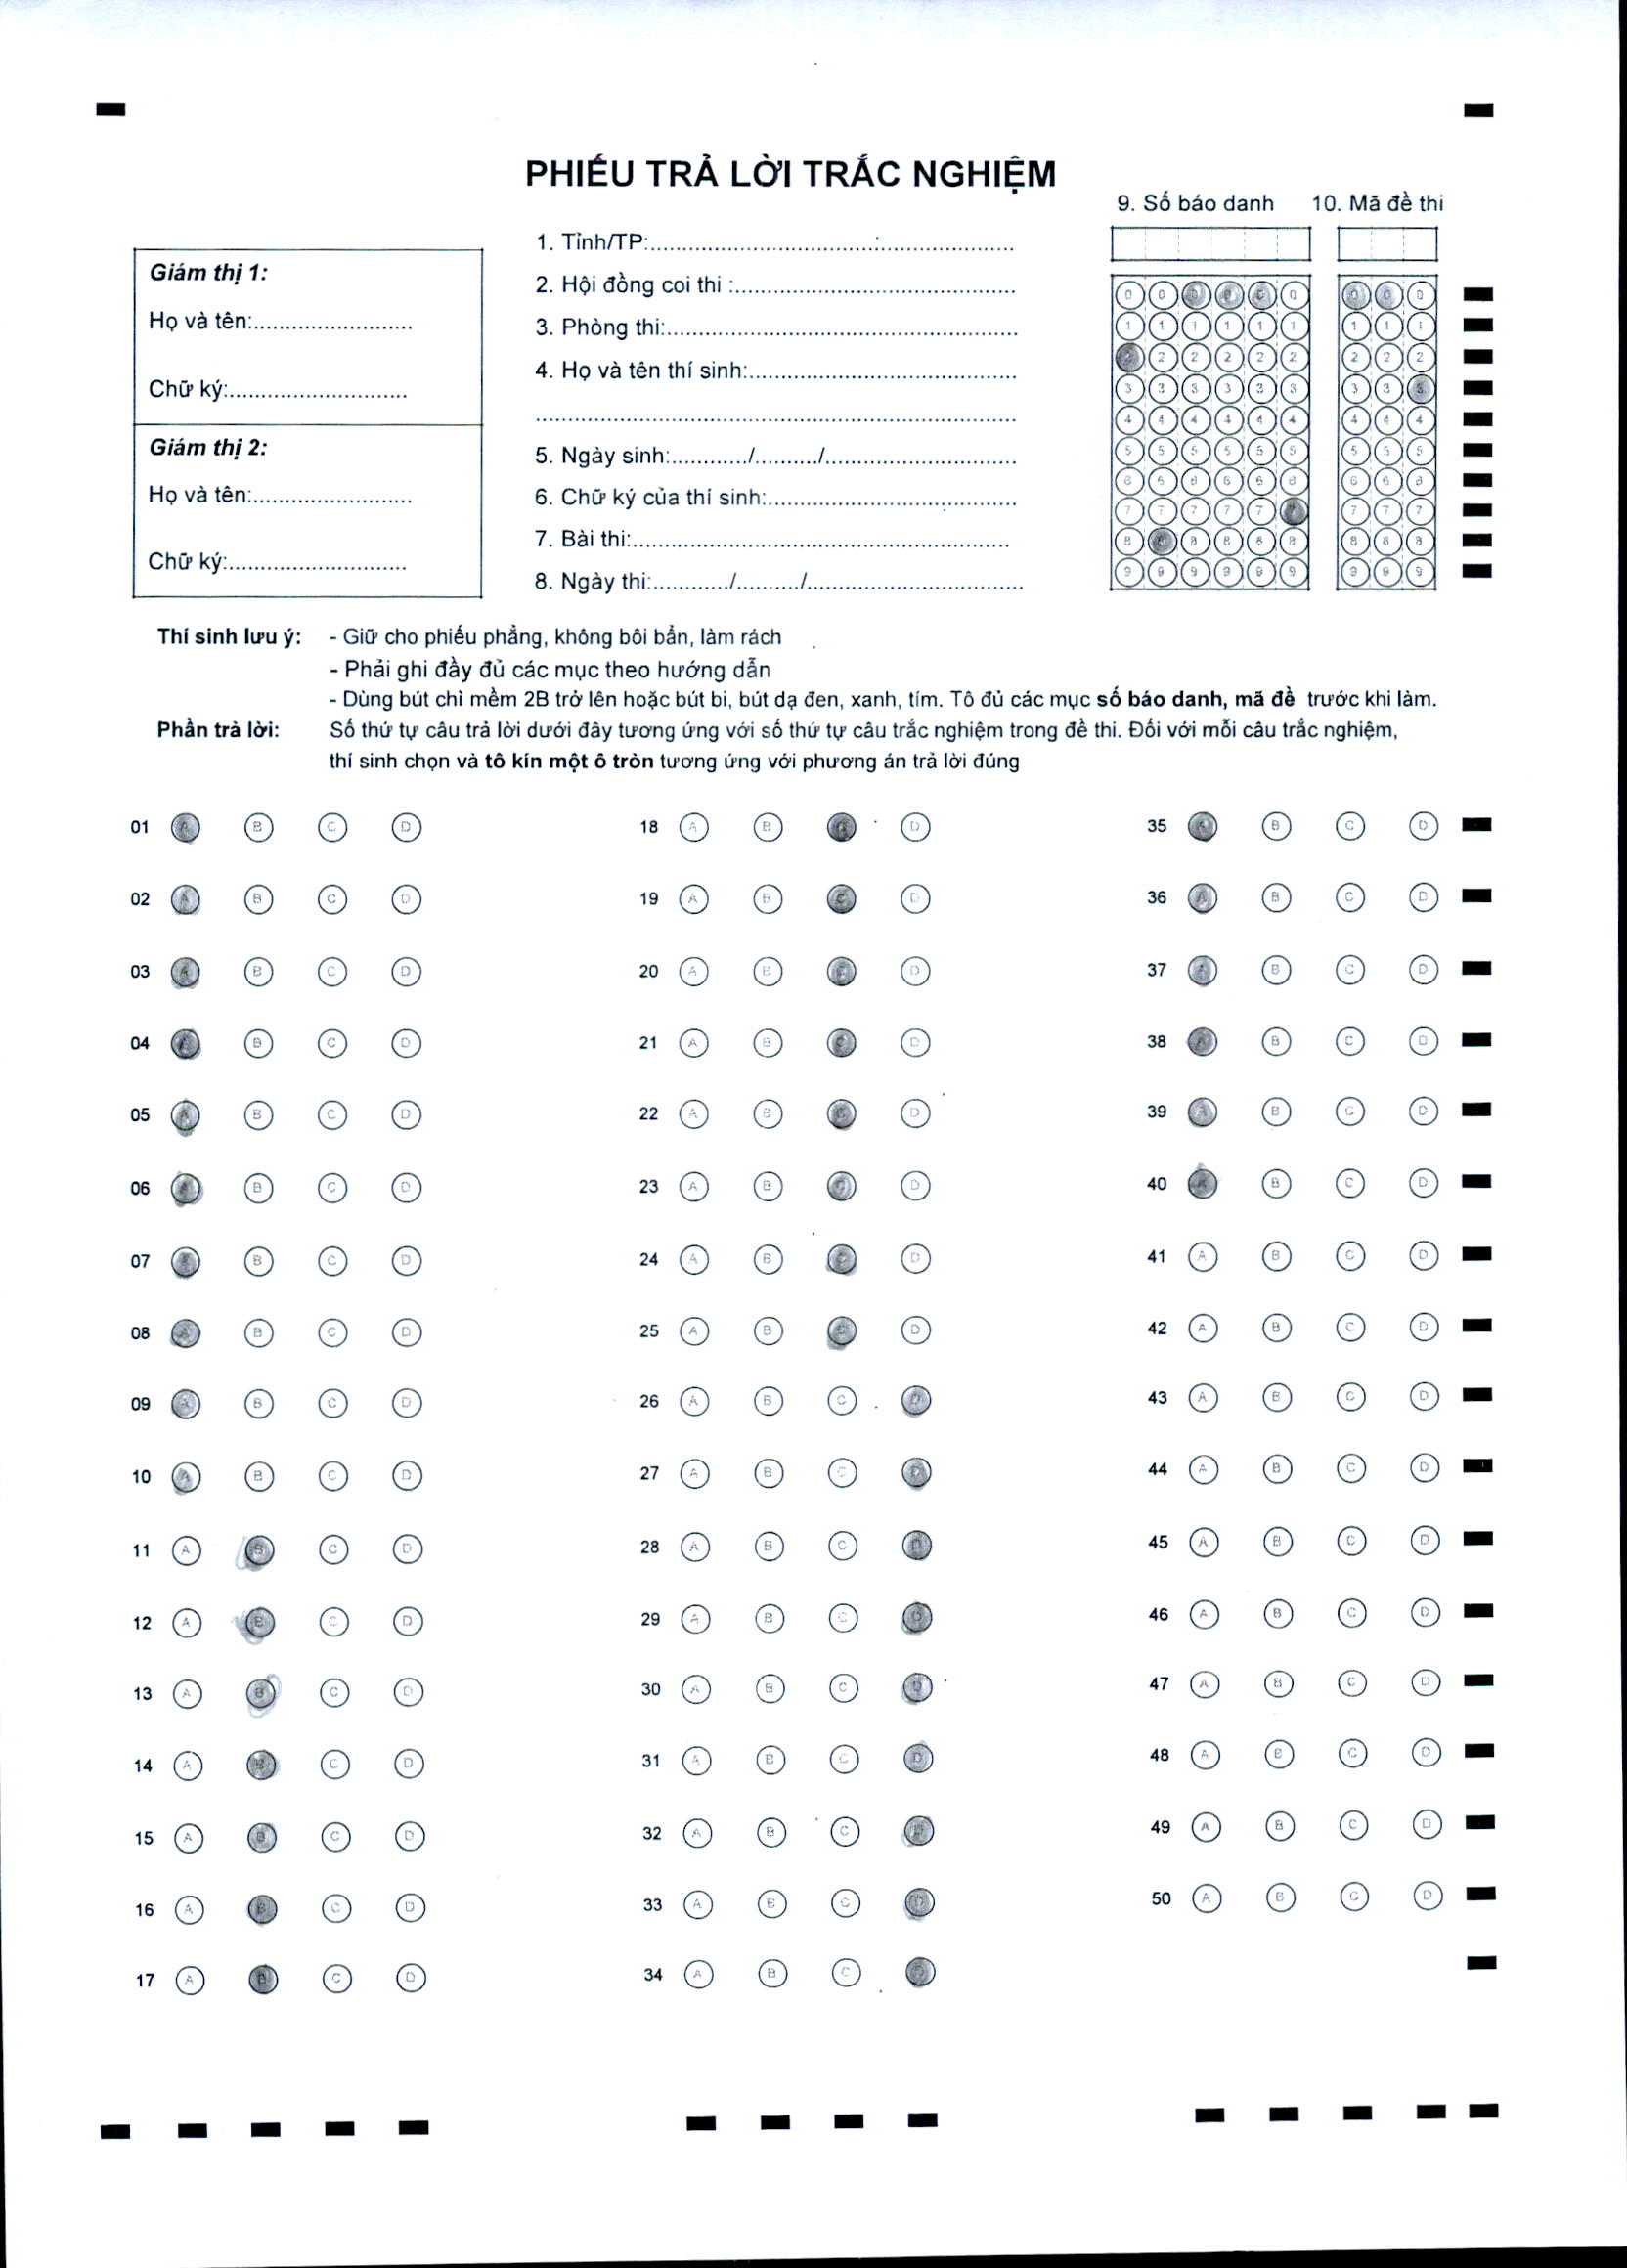 PHIẾU TRẢ LỜI TRẮC NGHIỆM
9. Số báo danh 10. Mã đề thi
Giám thị 1:
Họ và tên:..........................
Chữ ký:.............................
Giám thị 2:
Họ và tên:..........................
Chữ ký:.............................
1. Tỉnh/TP:............................................................
2. Hội đồng coi thi :..............................................
3. Phòng thi:.........................................................
4. Họ và tên thí sinh:............................................
..............................................................................
5. Ngày sinh:............/........../...............................
6. Chữ ký của thí sinh:.........................................
7. Bài thi:..............................................................
8. Ngày thi:............./.........../...................................
0 0 0 0 0 0 0 0 0
1 1 1 1 1 1 1 1 1
2 2 2 2 2 2 2 2 2
3 3 3 3 3 3 3 3 3
4 4 4 4 4 4 4 4 4
5 5 5 5 5 5 5 5 5
6 6 6 6 6 6 6 6 6
7 7 7 7 7 7 7 7 7
8 8 8 8 8 8 8 8 8
9 9 9 9 9 9 9 9 9
Thí sinh lưu ý: - Giữ cho phiếu phẳng, không bôi bẩn, làm rách
- Phải ghi đầy đủ các mục theo hướng dẫn
- Dùng bút chì mềm 2B trở lên hoặc bút bi, bút dạ đen, xanh, tím. Tô đủ các mục số báo danh, mã đề trước khi làm.
Phần trả lời: Số thứ tự câu trả lời dưới đây tương ứng với số thứ tự câu trắc nghiệm trong đề thi. Đối với mỗi câu trắc nghiệm,
thí sinh chọn và tô kín một ô tròn tương ứng với phương án trả lời đúng
01 A B C D
02 A B C D
03 A B C D
04 A B C D
05 A B C D
06 A B C D
07 A B C D
08 A B C D
09 A B C D
10 A B C D
11 A B C D
12 A B C D
13 A B C D
14 A B C D
15 A B C D
16 A B C D
17 A B C D
18 A B C D
19 A B C D
20 A B C D
21 A B C D
22 A B C D
23 A B C D
24 A B C D
25 A B C D
26 A B C D
27 A B C D
28 A B C D
29 A B C D
30 A B C D
31 A B C D
32 A B C D
33 A B C D
34 A B C D
35 A B C D
36 A B C D
37 A B C D
38 A B C D
39 A B C D
40 A B C D
41 A B C D
42 A B C D
43 A B C D
44 A B C D
45 A B C D
46 A B C D
47 A B C D
48 A B C D
49 A B C D
50 A B C D